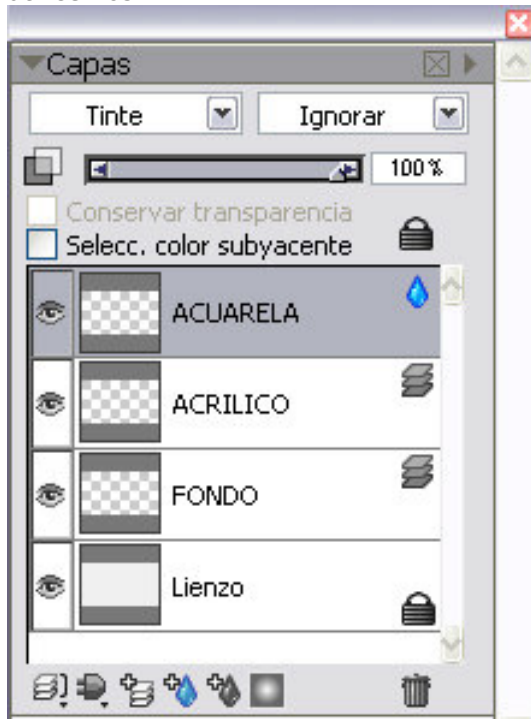 Capas
Tinte Ignorar
100%
Conservar transparencia
Selecc. color subyacente
ACUARELA
ACRILICO
FONDO
Lienzo